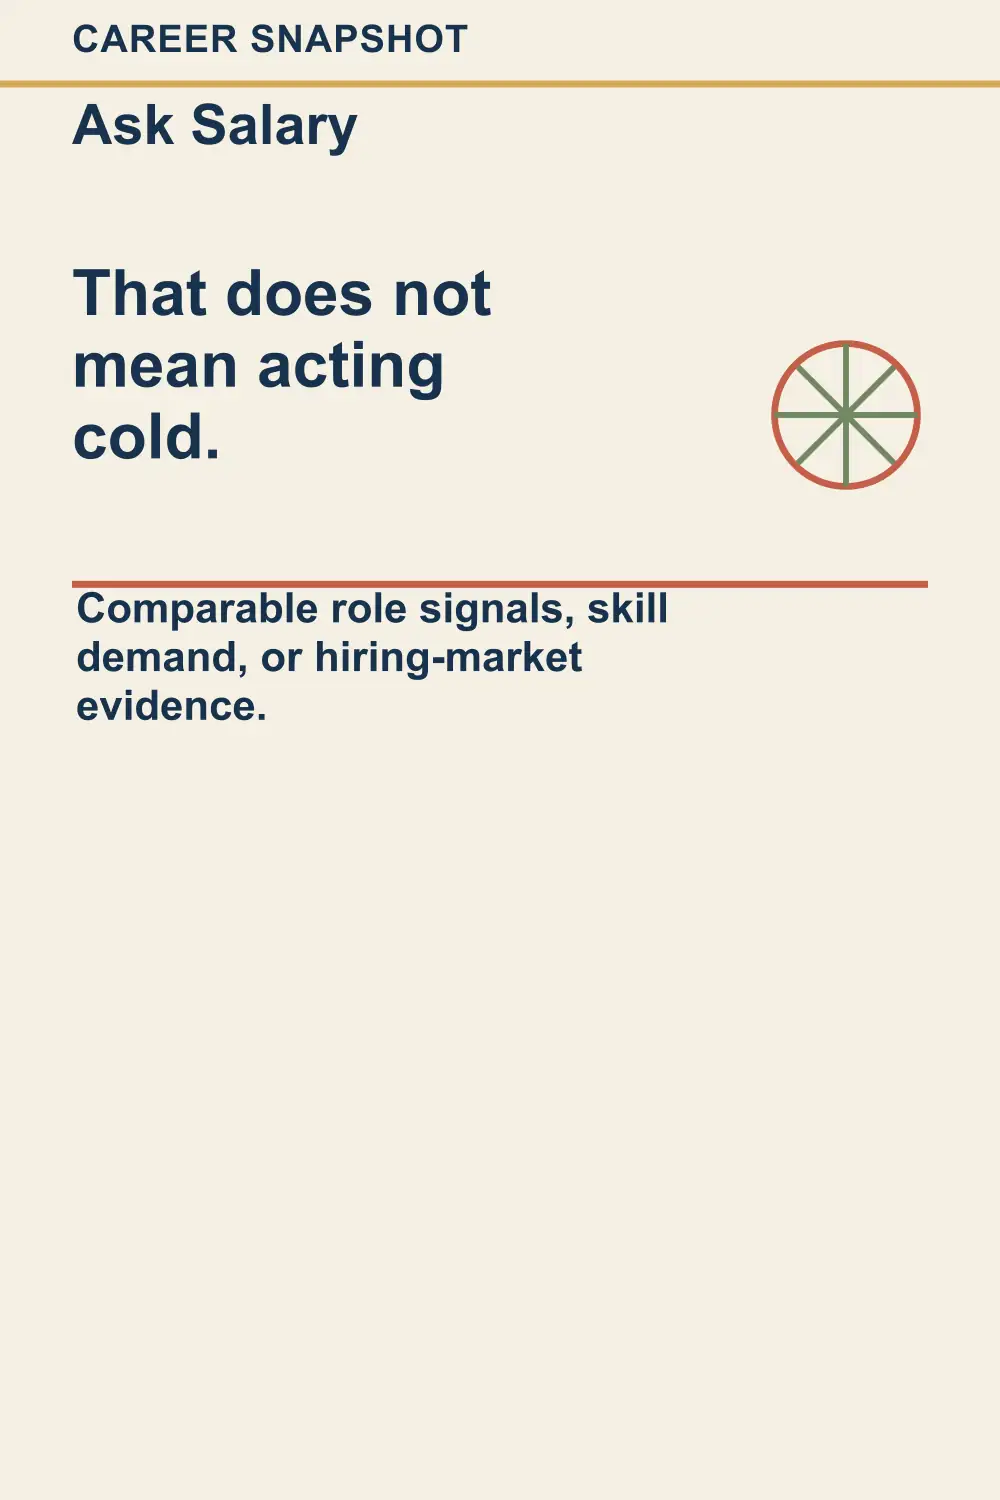 CAREER SNAPSHOT
Ask Salary
That does not
mean acting
cold.
Comparable role signals, skill
demand, or hiring-market
evidence.